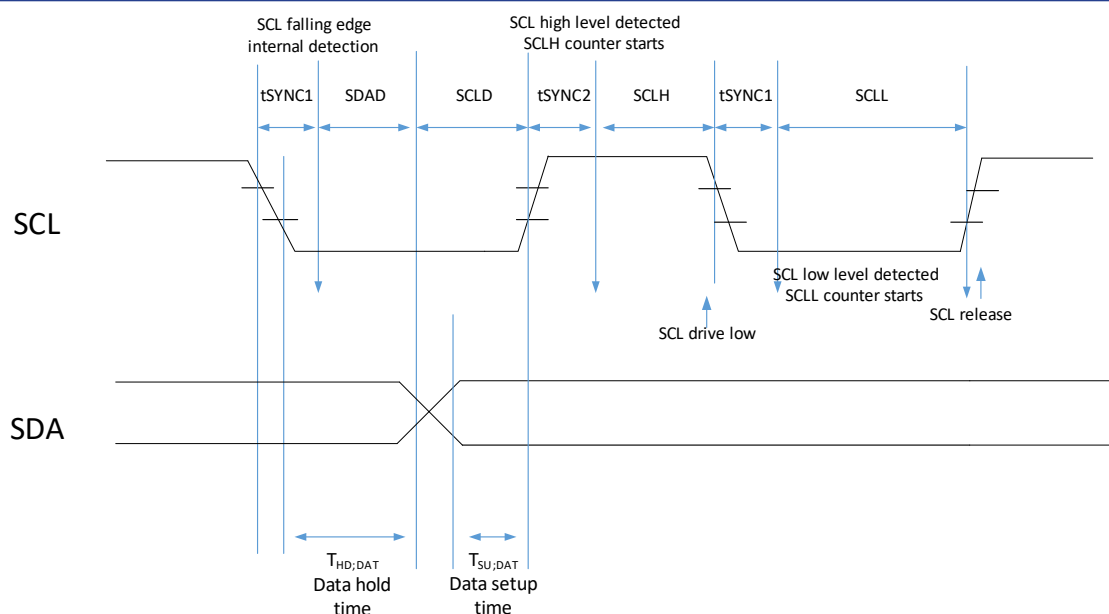 SCL falling edge
internal detection
SCL high level detected
SCLH counter starts
tSYNC1
SDAD
SCLD
tSYNC2
SCLH
tSYNC1
SCLL
SCL
SCL low level detected
SCLL counter starts
SCL release
SCL drive low
SDA
THD;DAT
Data hold
time
TSU;DAT
Data setup
time